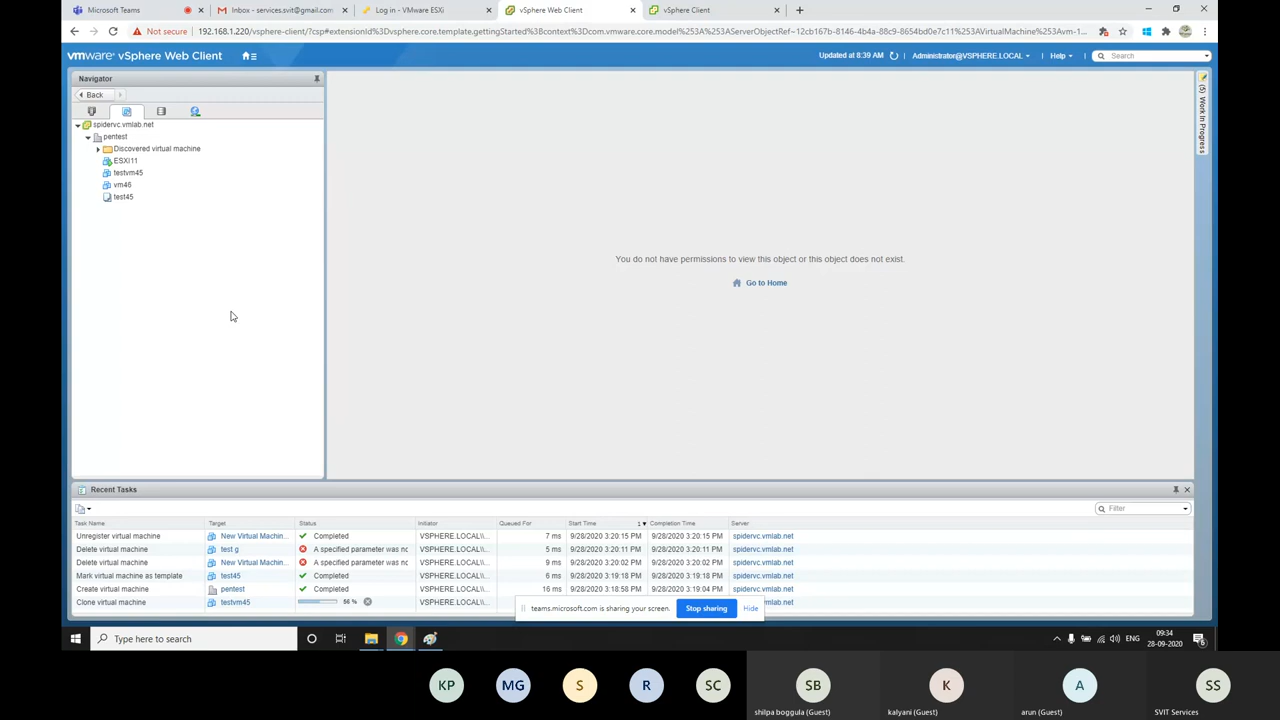 Microsoft Teams
Inbox - services.svit@gmail.com
Log in - VMware ESXi
vSphere Web Client
vSphere Client
Not secure
192.168.1.220/vsphere-client/?csp#extensionId%3Dvsphere.core.template.gettingStarted%3Bcontext%3Dcom.vmware.core.model%253A%253AServerObjectRef~12cb167b-8146-4b4a-88c9-8654bd0e7c11%253AVirtualMachine%253Avm-1...
vmware® vSphere Web Client
Updated at 8:39 AM
Administrator@VSPHERE.LOCAL
Help
Search
Navigator
Back
spidervc.vmlab.net
pentest
Discovered virtual machine
ESXi11
testvm45
vm46
test45
You do not have permissions to view this object or this object does not exist.
Go to Home
(5) Work In Progress
Recent Tasks
Filter
Task Name Target Status Initiator Queued For Start Time 1 Completion Time Server
Unregister virtual machine New Virtual Machin... Completed VSPHERE.LOCAL\... 7 ms 9/28/2020 3:20:15 PM 9/28/2020 3:20:15 PM spidervc.vmlab.net
Delete virtual machine test g A specified parameter was no 5 ms 9/28/2020 3:20:11 PM 9/28/2020 3:20:11 PM spidervc.vmlab.net
Delete virtual machine New Virtual Machin... A specified parameter was no 9 ms 9/28/2020 3:20:02 PM 9/28/2020 3:20:02 PM spidervc.vmlab.net
Mark virtual machine as template test45 Completed VSPHERE.LOCAL\... 6 ms 9/28/2020 3:19:18 PM 9/28/2020 3:19:18 PM spidervc.vmlab.net
Create virtual machine pentest Completed VSPHERE.LOCAL\... 16 ms 9/28/2020 3:18:58 PM 9/28/2020 3:19:04 PM spidervc.vmlab.net
Clone virtual machine testvm45 56 % VSPHERE.LOCAL\... vmlab.net
teams.microsoft.com is sharing your screen.
Stop sharing
Hide
Type here to search
ENG
09:34
28-09-2020
6
KP
MG
S
R
SC
SB
K
A
SS
shilpa boggula (Guest)
kalyani (Guest)
arun (Guest)
SVIT Services